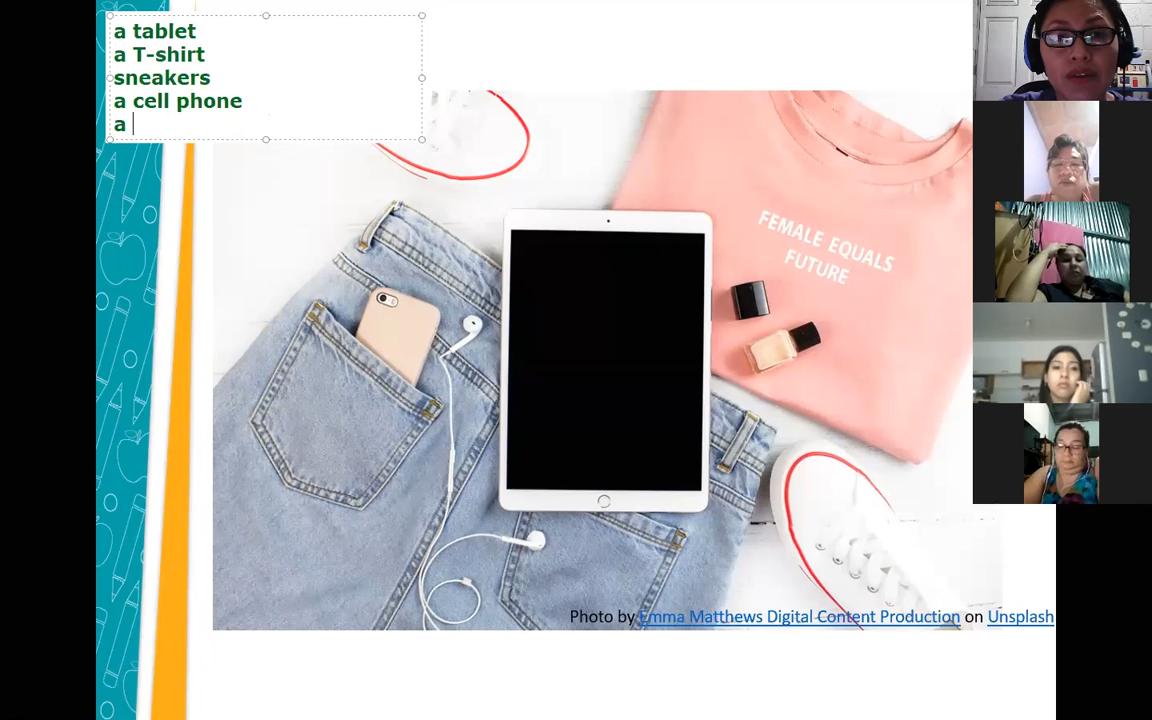 a tablet
a T-shirt
sneakers
a cell phone
a
FEMALE EQUALS
FUTURE
Photo by Emma Matthews Digital Content Production on Unsplash